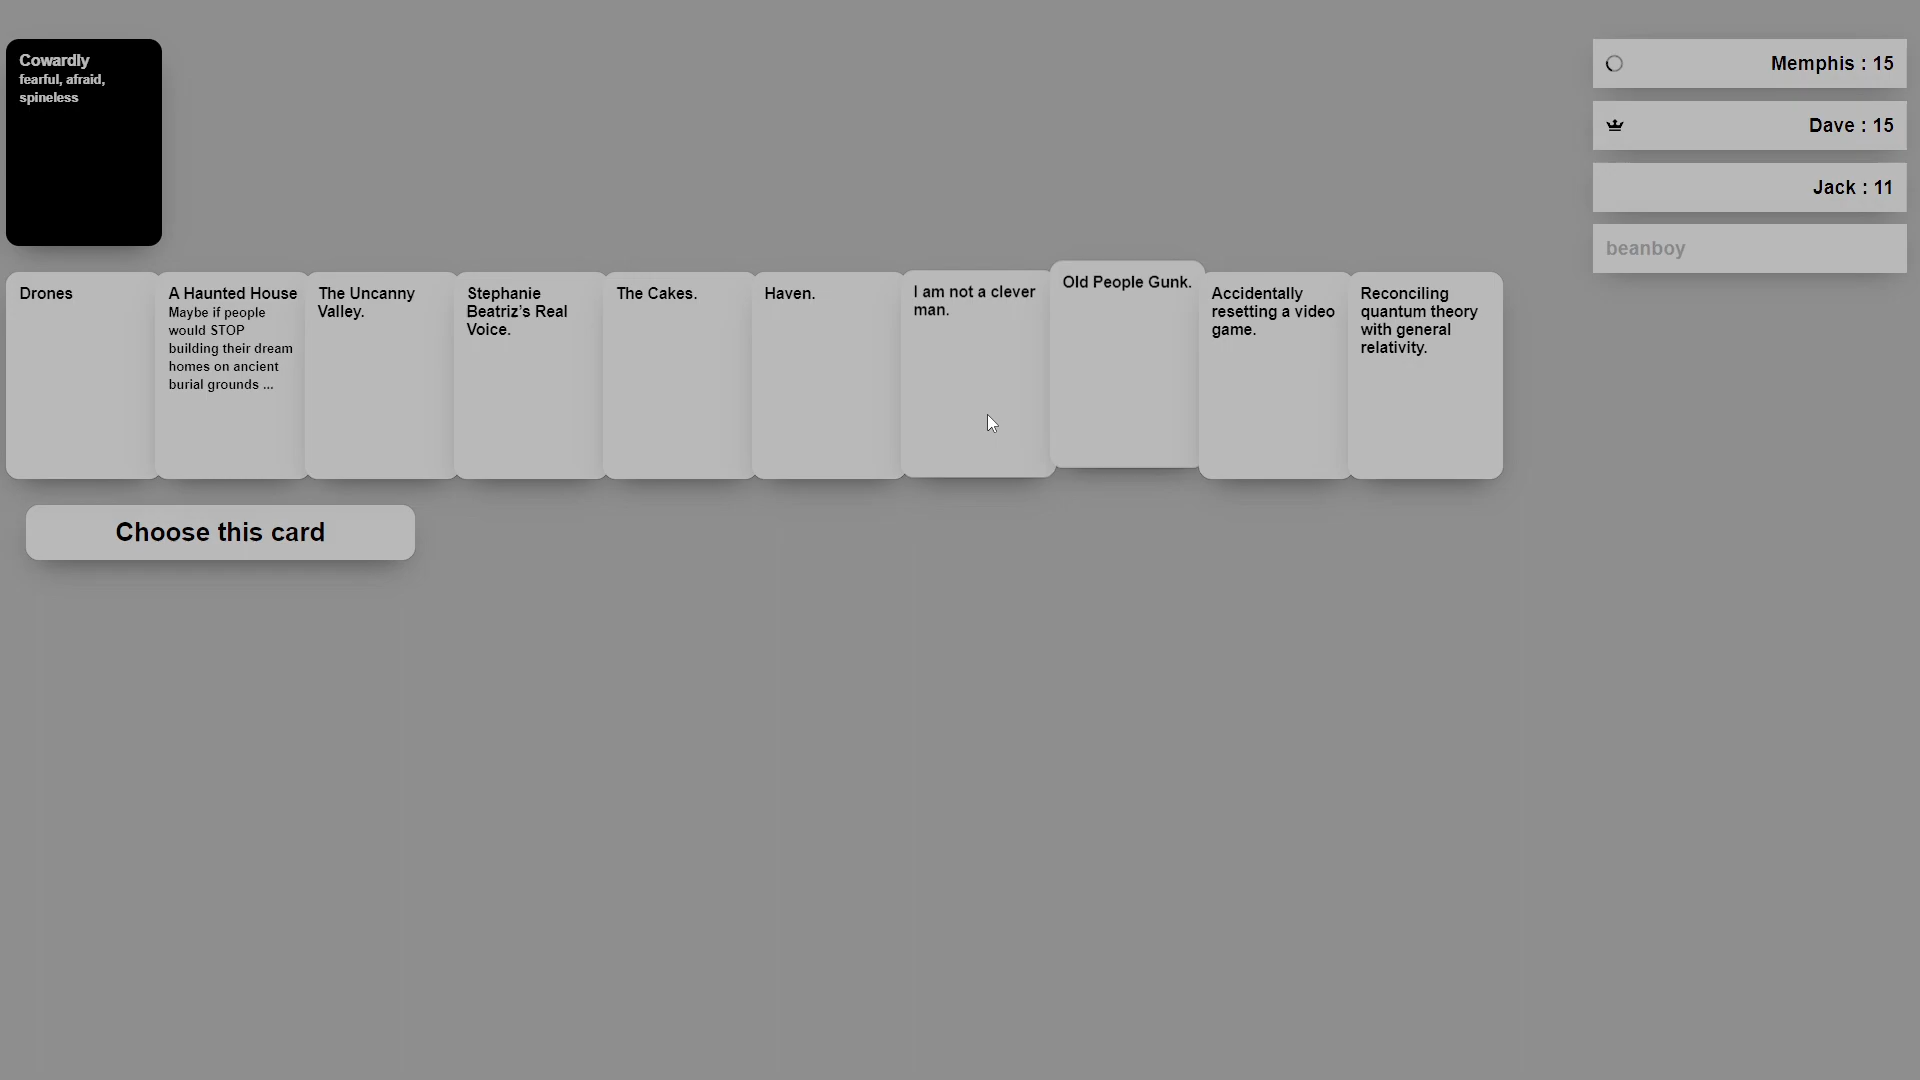 Cowardly
fearful, afraid,
spineless
Memphis : 15
Dave : 15
Jack : 11
beanboy
Drones
A Haunted House
Maybe if people
would STOP
building their dream
homes on ancient
burial grounds ...
The Uncanny
Valley.
Stephanie
Beatriz’s Real
Voice.
The Cakes.
Haven.
I am not a clever
man.
Old People Gunk.
Accidentally
resetting a video
game.
Reconciling
quantum theory
with general
relativity.
Choose this card